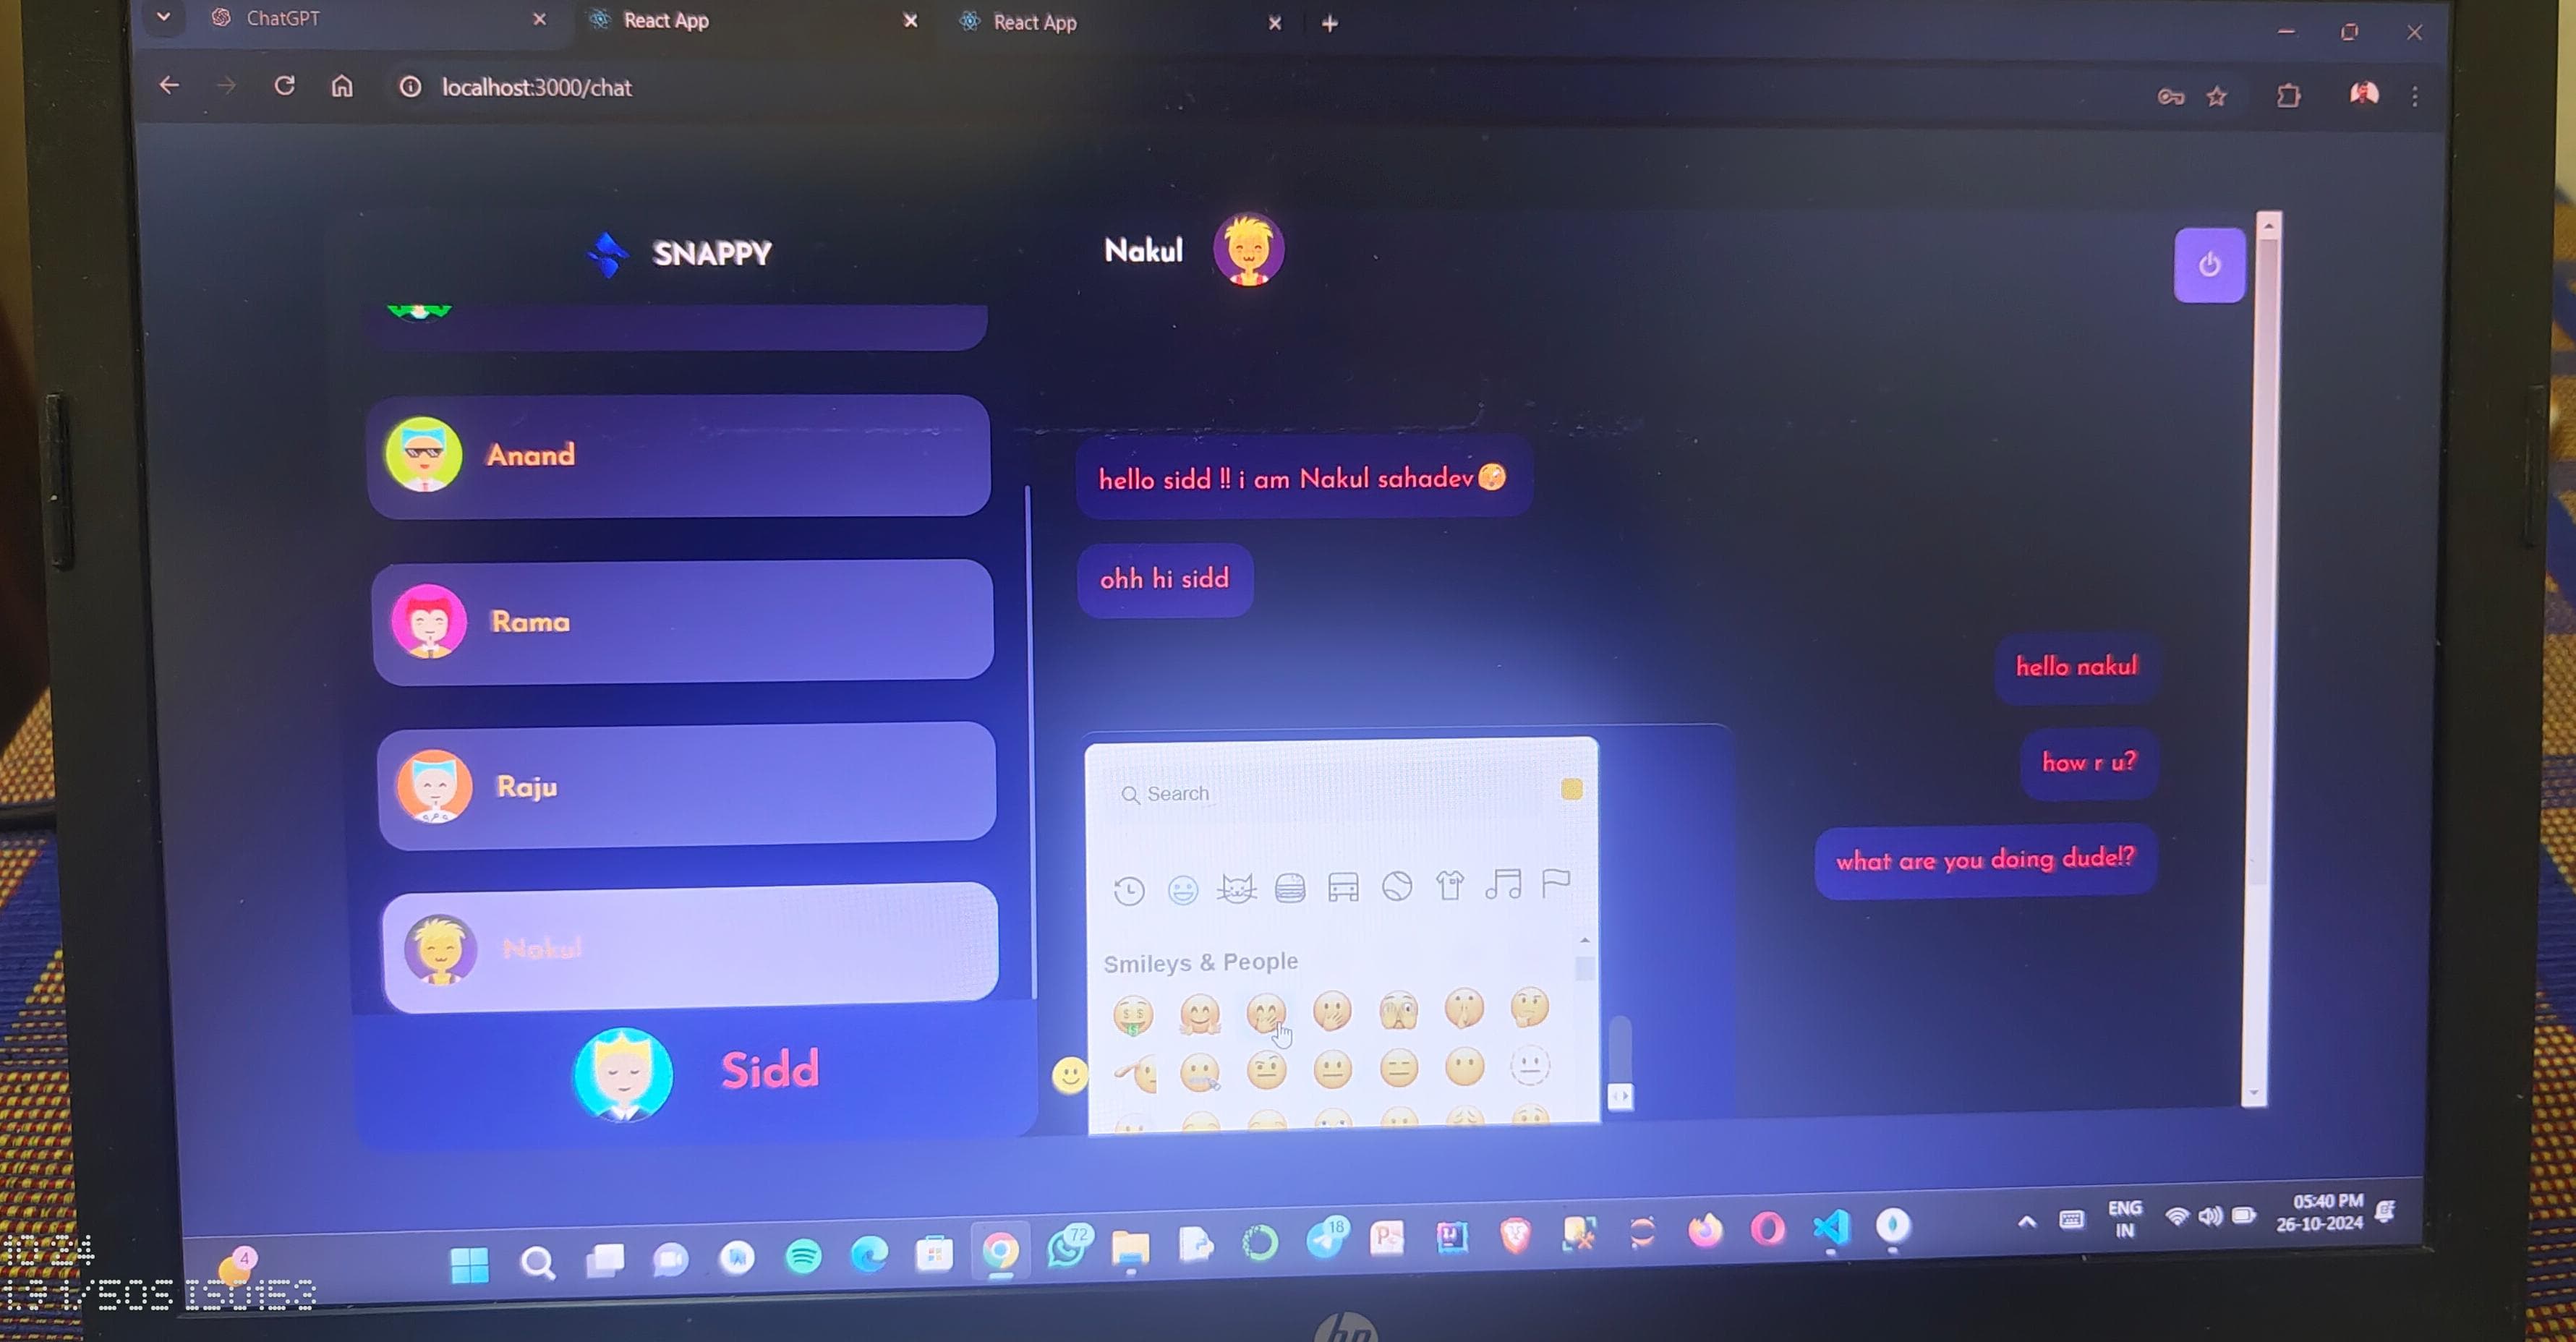 ChatGPT
React App
React App
localhost:3000/chat
SNAPPY
Nakul
Anand
hello sidd !! i am Nakul sahadev😳
Rama
ohh hi sidd
hello nakul
Raju
how r u?
Search
what are you doing dude!?
Nakul
Smileys & People
Sidd
05:40 PM
ENG
IN
26-10-2024
4
72
18
hp